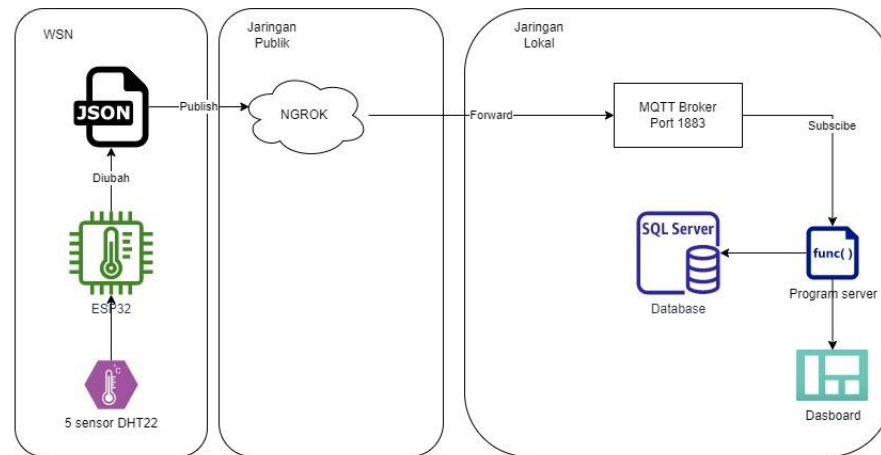 WSN
JSON
Publish
Diubah
ESP32
°C
5 sensor DHT22
Jaringan
Publik
NGROK
Forward
Jaringan
Lokal
MQTT Broker
Port 1883
Subscibe
SQL Server
Database
func( )
Program server
Dasboard